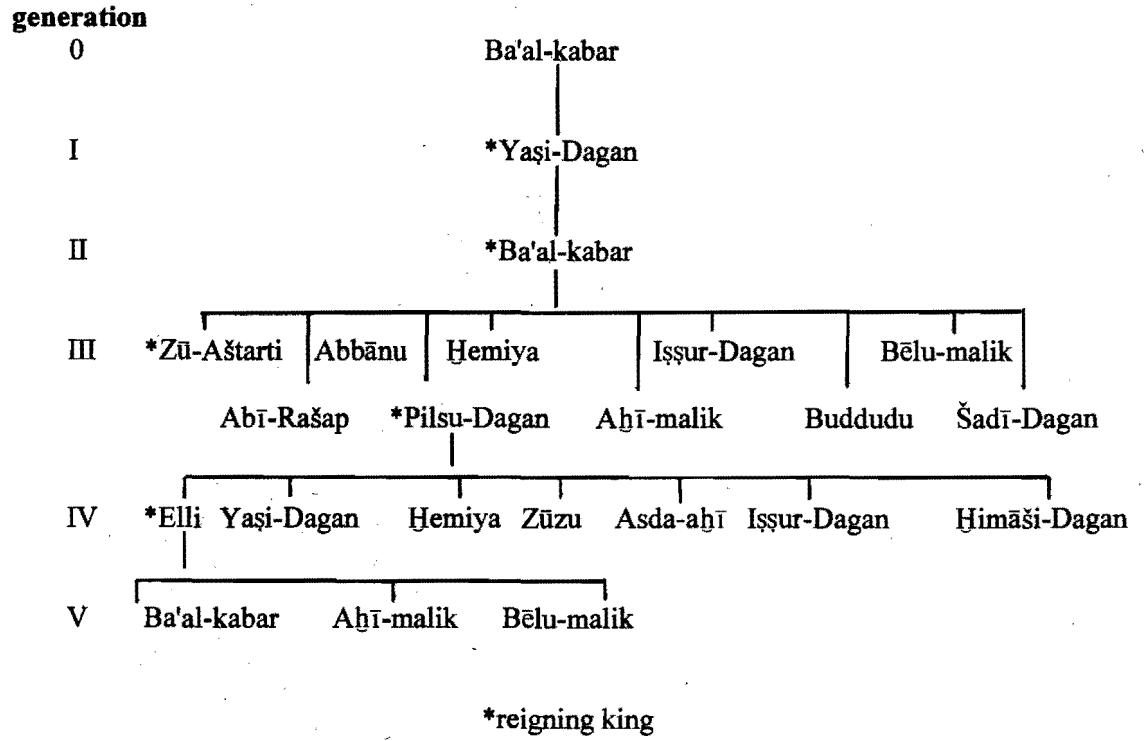 generation
0 Ba'al-kabar
I *Yaṣi-Dagan
II *Ba'al-kabar
III *Zū-Aštarti Abbānu Ḫemiya Iṣṣur-Dagan Bēlu-malik
Abī-Rašap *Pilsu-Dagan Aḫī-malik Buddudu Šadī-Dagan
IV *Elli Yaṣi-Dagan Ḫemiya Zūzu Asda-aḫī Iṣṣur-Dagan Ḫimāši-Dagan
V Ba'al-kabar Aḫī-malik Bēlu-malik
*reigning king